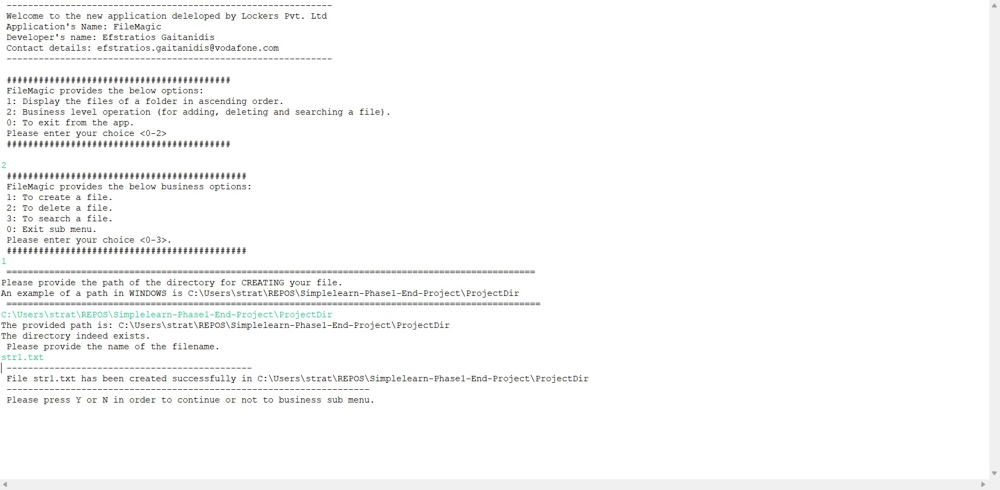 -------------------------------------------------------------
Welcome to the new application deleloped by Lockers Pvt. Ltd
Application's Name: FileMagic
Developer's name: Efstratios Gaitanidis
Contact details: efstratios.gaitanidis@vodafone.com
-------------------------------------------------------------
##########################################
FileMagic provides the below options:
1: Display the files of a folder in ascending order.
2: Business level operation (for adding, deleting and searching a file).
0: To exit from the app.
Please enter your choice <0-2>
##########################################
2
#############################################
FileMagic provides the below business options:
1: To create a file.
2: To delete a file.
3: To search a file.
0: Exit sub menu.
Please enter your choice <0-3>.
#############################################
1
===================================================================================================
Please provide the path of the directory for CREATING your file.
An example of a path in WINDOWS is C:\Users\strat\REPOS\Simplelearn-Phase1-End-Project\ProjectDir
====================================================================================================
C:\Users\strat\REPOS\Simplelearn-Phase1-End-Project\ProjectDir
The provided path is: C:\Users\strat\REPOS\Simplelearn-Phase1-End-Project\ProjectDir
The directory indeed exists.
Please provide the name of the filename.
str1.txt
----------------------------------------------
File str1.txt has been created successfully in C:\Users\strat\REPOS\Simplelearn-Phase1-End-Project\ProjectDir
--------------------------------------------------------------------
Please press Y or N in order to continue or not to business sub menu.